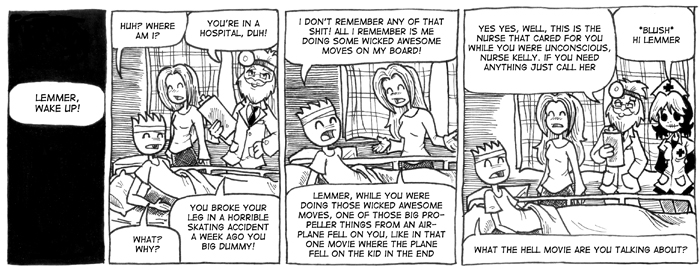 LEMMER,
WAKE UP!
HUH? WHERE
AM I?
YOU'RE IN A
HOSPITAL, DUH!
WHAT?
WHY?
YOU BROKE YOUR
LEG IN A HORRIBLE
SKATING ACCIDENT
A WEEK AGO YOU
BIG DUMMY!
I DON'T REMEMBER ANY OF THAT
SHIT! ALL I REMEMBER IS ME
DOING SOME WICKED AWESOME
MOVES ON MY BOARD!
LEMMER, WHILE YOU WERE
DOING THOSE WICKED AWESOME
MOVES, ONE OF THOSE BIG PRO-
PELLER THINGS FROM AN AIR-
PLANE FELL ON YOU, LIKE IN THAT
ONE MOVIE WHERE THE PLANE
FELL ON THE KID IN THE END
YES YES, WELL, THIS IS THE
NURSE THAT CARED FOR YOU
WHILE YOU WERE UNCONSCIOUS,
NURSE KELLY. IF YOU NEED
ANYTHING JUST CALL HER
*BLUSH*
HI LEMMER
WHAT THE HELL MOVIE ARE YOU TALKING ABOUT?